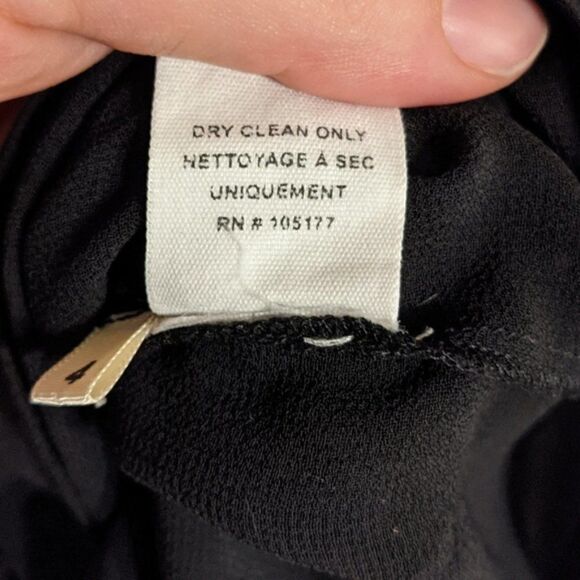 DRY CLEAN ONLY
NETTOYAGE À SEC
UNIQUEMENT
RN # 105177
4